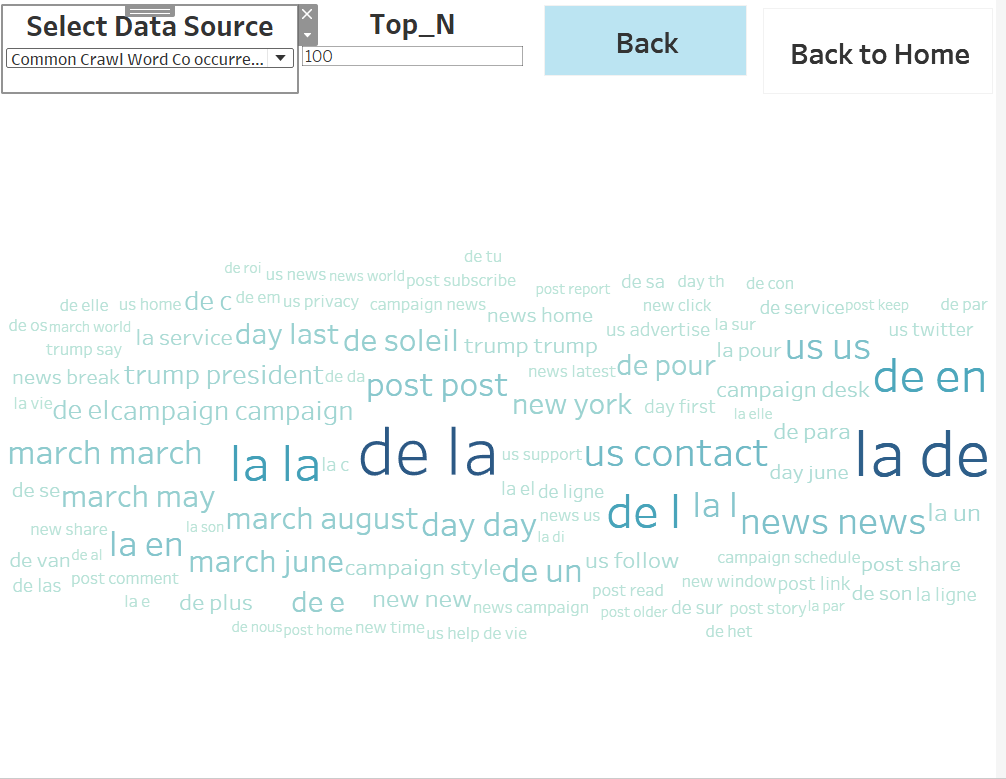 Select Data Source
Common Crawl Word Co occurre...
Top_N
100
Back
Back to Home
de tu
de roi us news news world post subscribe post report de sa day th de con
de elle us home de c de em us privacy campaign news new click de service post keep de par
de os march world news home us advertise la sur us twitter
la service day last de soleil
trump say trump trump la pour us us
news break trump president de da post post news latest de pour campaign desk de en
la vie de el campaign campaign new york day first la elle
march march la la la c de la us support us contact de para la de
day june
de se march may la el de ligne de l la l
new share la son march august day day news us news news la un
la di
de van de al la en march june campaign style de un us follow campaign schedule post share
de las post comment post read new window post link de son la ligne
la e de plus de e new new news campaign post older de sur post story la par
de nous post home new time us help de vie de het